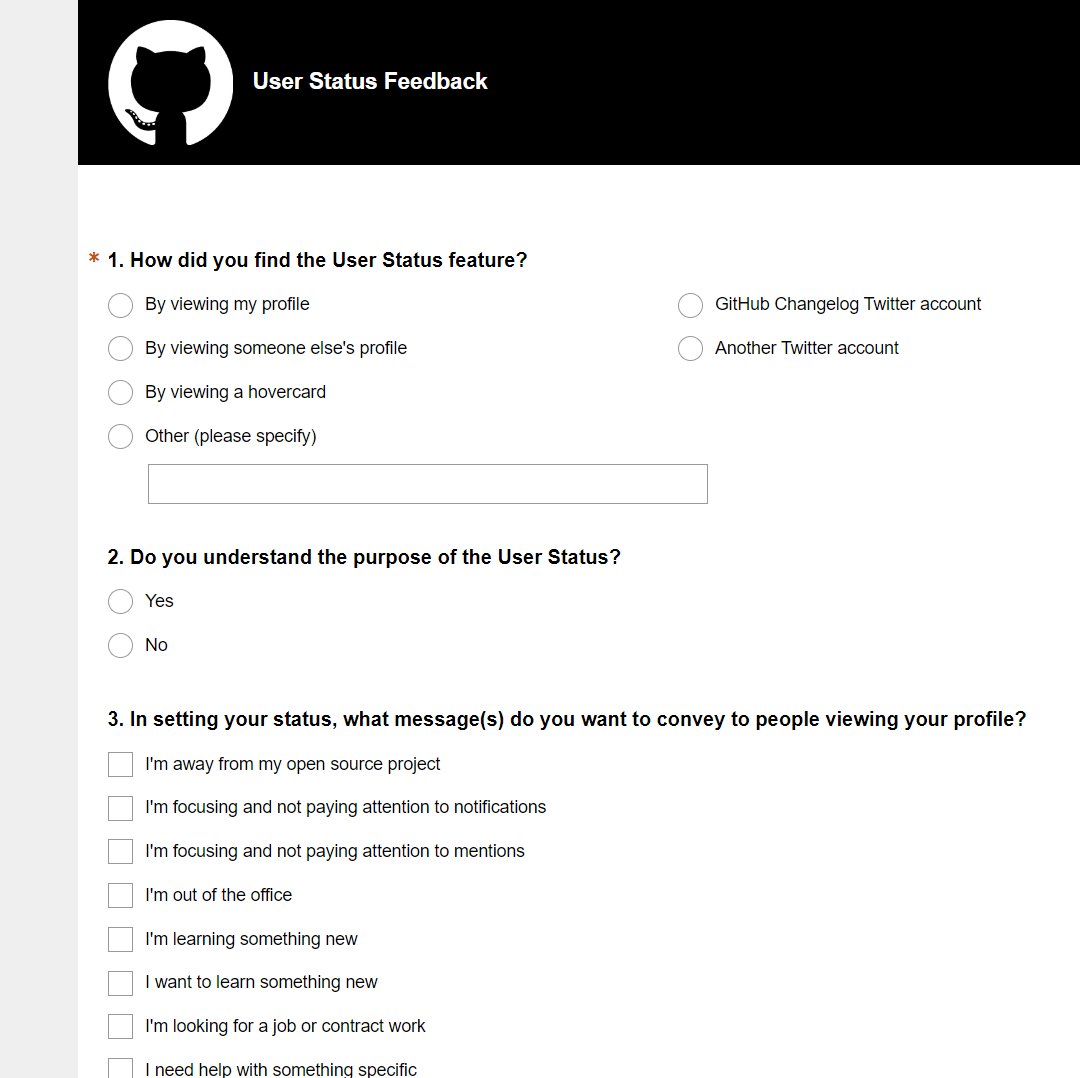 User Status Feedback
* 1. How did you find the User Status feature?
By viewing my profile
GitHub Changelog Twitter account
By viewing someone else's profile
Another Twitter account
By viewing a hovercard
Other (please specify)
2. Do you understand the purpose of the User Status?
Yes
No
3. In setting your status, what message(s) do you want to convey to people viewing your profile?
I'm away from my open source project
I'm focusing and not paying attention to notifications
I'm focusing and not paying attention to mentions
I'm out of the office
I'm learning something new
I want to learn something new
I'm looking for a job or contract work
I need help with something specific